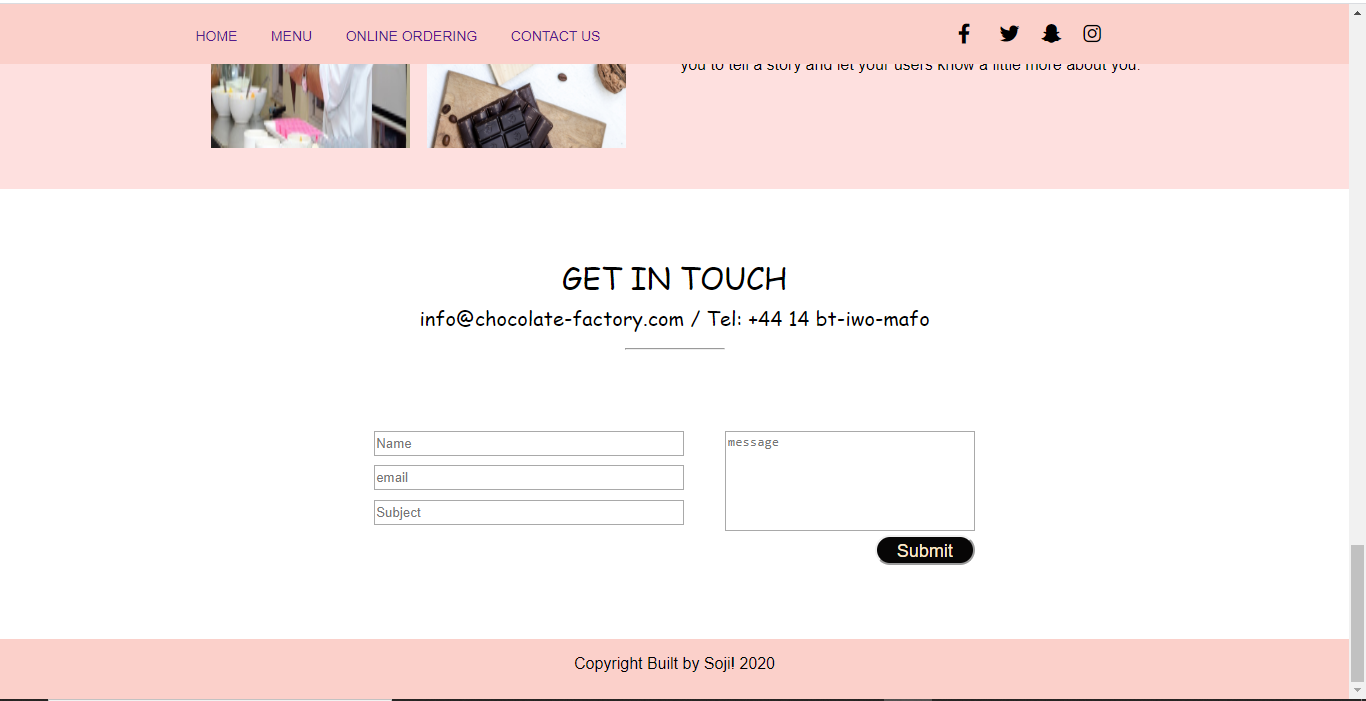 HOME MENU ONLINE ORDERING CONTACT US
you to tell a story and let your users know a little more about you.
GET IN TOUCH
info@chocolate-factory.com / Tel: +44 14 bt-iwo-mafo
Name
email
Subject
message
Submit
Copyright Built by Soji! 2020